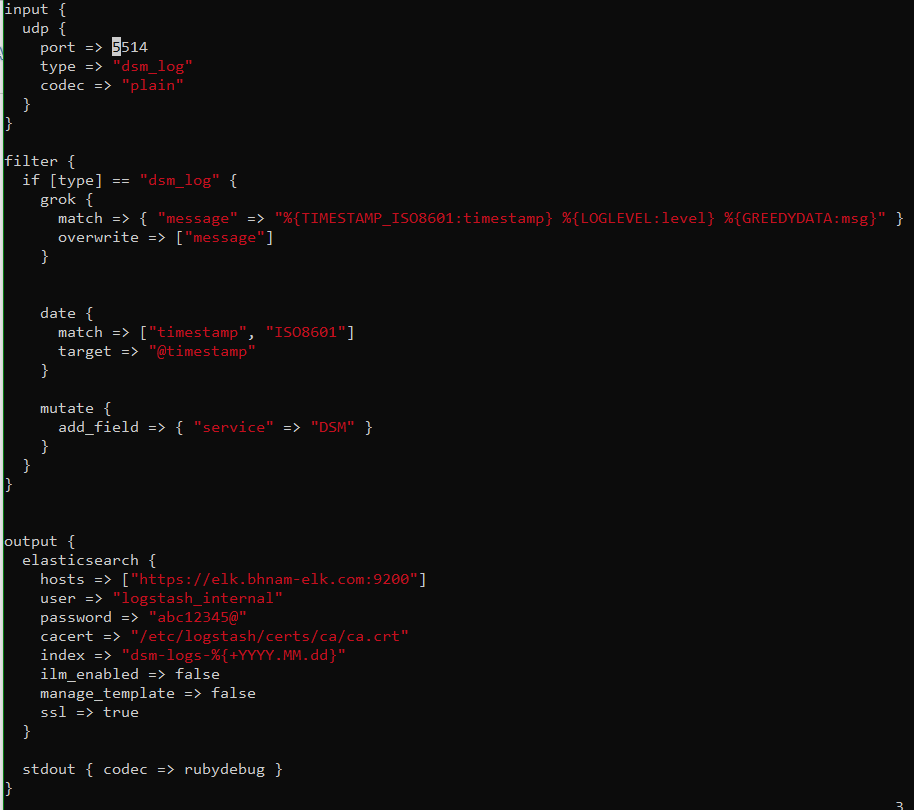 input {
  udp {
    port => 5514
    type => "dsm_log"
    codec => "plain"
  }
}

filter {
  if [type] == "dsm_log" {
    grok {
      match => { "message" => "%{TIMESTAMP_ISO8601:timestamp} %{LOGLEVEL:level} %{GREEDYDATA:msg}" }
      overwrite => ["message"]
    }


    date {
      match => ["timestamp", "ISO8601"]
      target => "@timestamp"
    }

    mutate {
      add_field => { "service" => "DSM" }
    }
  }
}


output {
  elasticsearch {
    hosts => ["https://elk.bhnam-elk.com:9200"]
    user => "logstash_internal"
    password => "abc12345@"
    cacert => "/etc/logstash/certs/ca/ca.crt"
    index => "dsm-logs-%{+YYYY.MM.dd}"
    ilm_enabled => false
    manage_template => false
    ssl => true
  }

  stdout { codec => rubydebug }
}
3